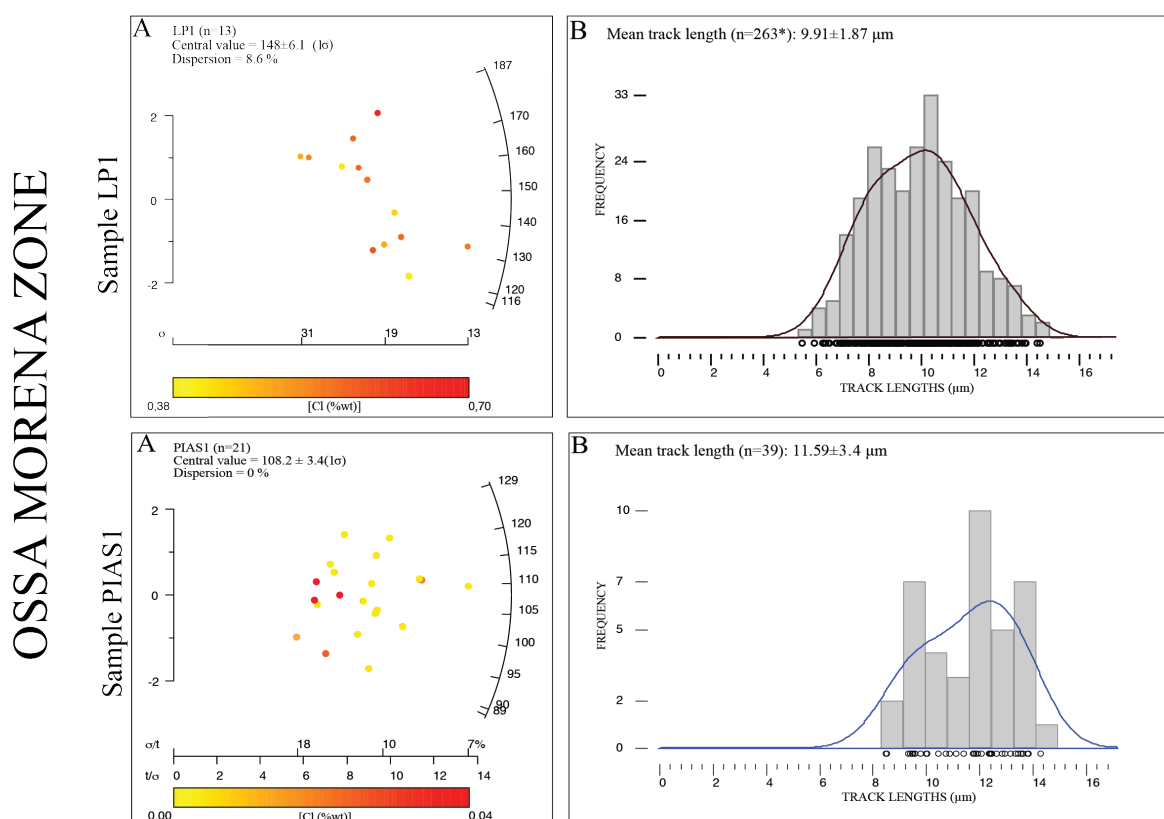 OSSA MORENA ZONE
Sample LP1
A
LP1 (n=13)
Central value = 148±6.1 (1σ)
Dispersion = 8.6 %
2
0
-2
187
170
160
150
140
130
120
116
σ
31
19
13
0,38
[Cl (%wt)]
0,70
B
Mean track length (n=263*): 9.91±1.87 μm
FREQUENCY
33
24
16
8
0
0 2 4 6 8 10 12 14 16
TRACK LENGTHS (μm)
Sample PIAS1
A
PIAS1 (n=21)
Central value = 108.2 ± 3.4(1σ)
Dispersion = 0 %
2
0
-2
129
120
115
110
105
100
95
90
89
σ/t
18
10
7%
t/σ
0 2 4 6 8 10 12 14
0.00
[Cl (%wt)]
0.04
B
Mean track length (n=39): 11.59±3.4 μm
FREQUENCY
10
7
5
2
0
0 2 4 6 8 10 12 14 16
TRACK LENGTHS (μm)